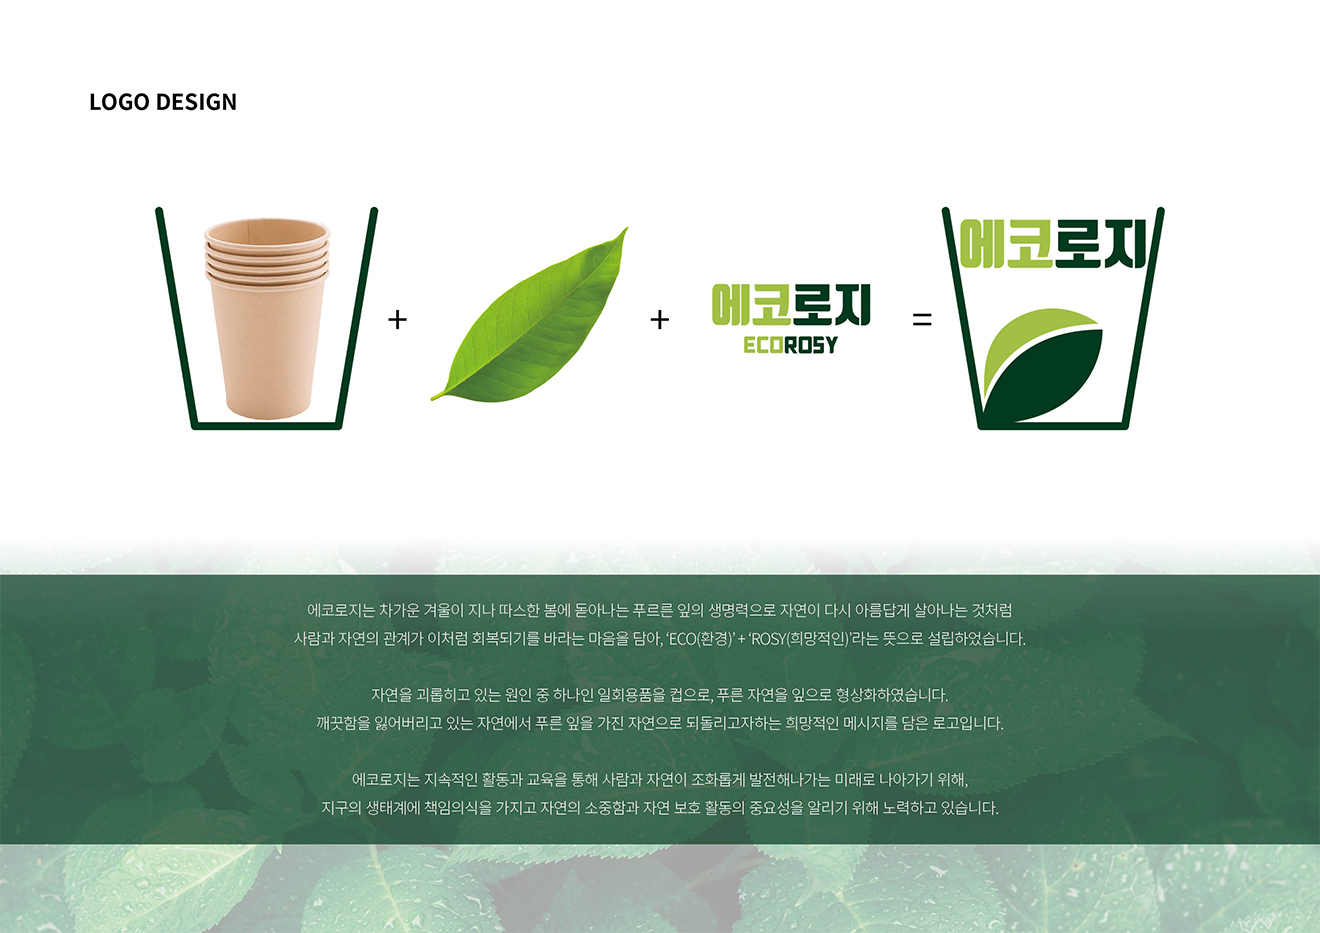 LOGO DESIGN
+
+
에코로지
ECOROSY
=
에코로지
에코로지는 차가운 겨울이 지나 따스한 봄에 돋아나는 푸르른 잎의 생명력으로 자연이 다시 아름답게 살아나는 것처럼
사람과 자연의 관계가 이처럼 회복되기를 바라는 마음을 담아, ‘ECO(환경)’ + ‘ROSY(희망적인)’라는 뜻으로 설립하였습니다.
자연을 괴롭히고 있는 원인 중 하나인 일회용품을 컵으로, 푸른 자연을 잎으로 형상화하였습니다.
깨끗함을 잃어버리고 있는 자연에서 푸른 잎을 가진 자연으로 되돌리고자하는 희망적인 메시지를 담은 로고입니다.
에코로지는 지속적인 활동과 교육을 통해 사람과 자연이 조화롭게 발전해나가는 미래로 나아가기 위해,
지구의 생태계에 책임의식을 가지고 자연의 소중함과 자연 보호 활동의 중요성을 알리기 위해 노력하고 있습니다.